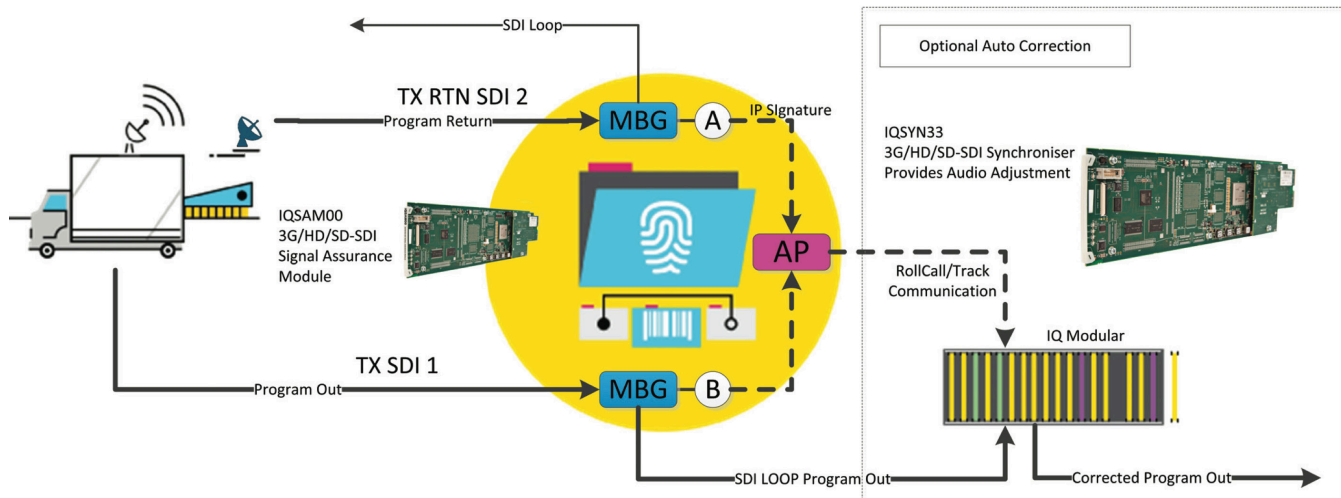 SDI Loop
Optional Auto Correction
TX RTN SDI 2
Program Return
MBG
A
IP SIgnature
IQSYN33
3G/HD/SD-SDI Synchroniser
Provides Audio Adjustment
IQSAM00
3G/HD/SD-SDI
Signal Assurance
Module
AP
RollCall/Track
Communication
IQ Modular
TX SDI 1
Program Out
MBG
B
SDI LOOP Program Out
Corrected Program Out